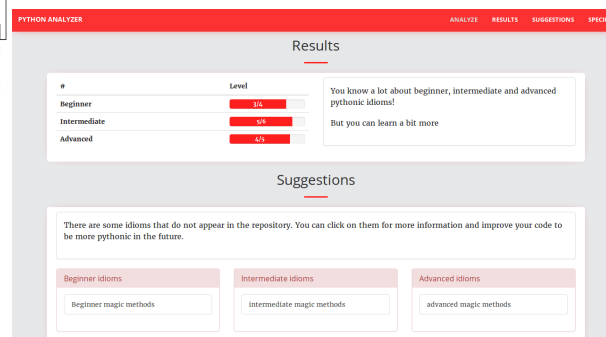 PYTHON ANALYZER
ANALYZE RESULTS SUGGESTIONS
Results
# Level
Beginner 3/4
Intermediate 5/6
Advanced 4/5
You know a lot about beginner, intermediate and advanced
pythonic idioms!
But you can learn a bit more
Suggestions
There are some idioms that do not appear in the repository. You can click on them for more information and improve your code to
be more pythonic in the future.
Beginner idioms
Beginner magic methods
Intermediate idioms
intermediate magic methods
Advanced idioms
advanced magic methods